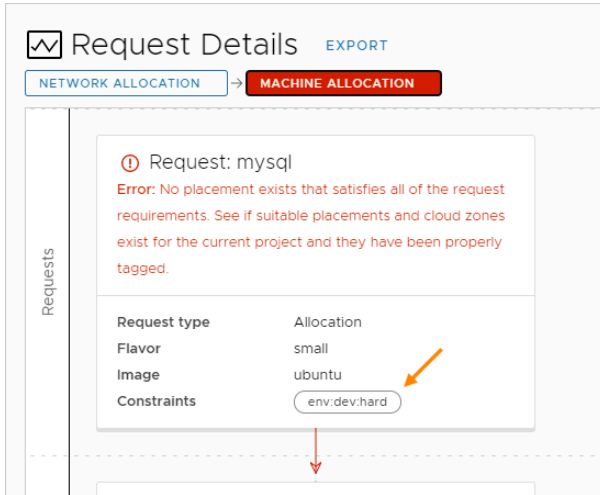 Request Details EXPORT
NETWORK ALLOCATION MACHINE ALLOCATION
Requests
Request: mysql
Error: No placement exists that satisfies all of the request
requirements. See if suitable placements and cloud zones
exist for the current project and they have been properly
tagged.
Request type Allocation
Flavor small
Image ubuntu
Constraints env:dev:hard